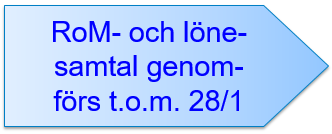 RoM- och löne-
samtal genom-
förs t.o.m. 28/1